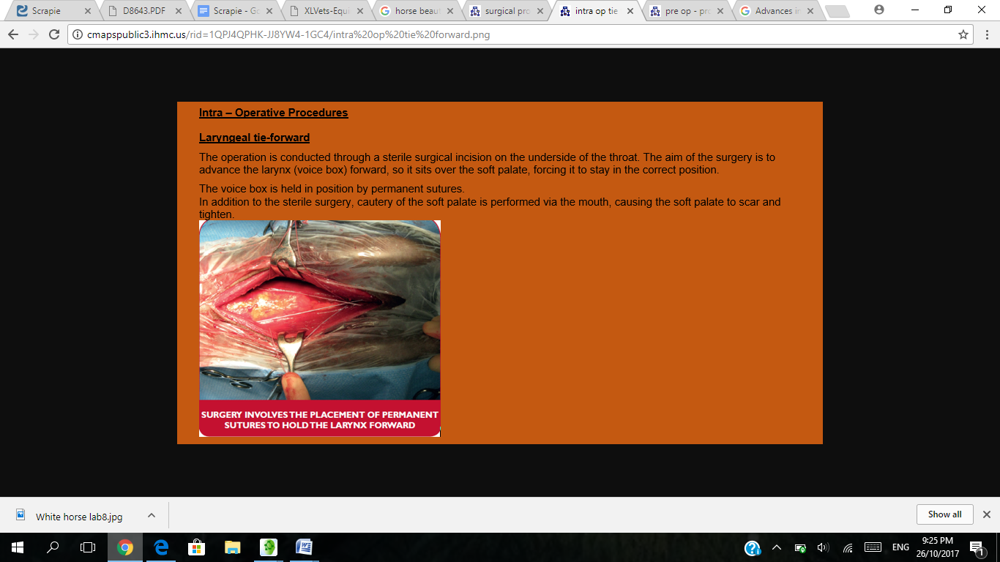 Scrapie
D8643.PDF
Scrapie - Go
XLVets-Equi
horse beaut
surgical pro
intra op tie
pre op - pro
Advances in
cmapspublic3.ihmc.us/rid=1QPJ4QPHK-JJ8YW4-1GC4/intra%20op%20tie%20forward.png
Intra – Operative Procedures
Laryngeal tie-forward
The operation is conducted through a sterile surgical incision on the underside of the throat. The aim of the surgery is to
advance the larynx (voice box) forward, so it sits over the soft palate, forcing it to stay in the correct position.
The voice box is held in position by permanent sutures.
In addition to the sterile surgery, cautery of the soft palate is performed via the mouth, causing the soft palate to scar and
tighten.
SURGERY INVOLVES THE PLACEMENT OF PERMANENT
SUTURES TO HOLD THE LARYNX FORWARD
White horse lab8.jpg
Show all
ENG
9:25 PM
26/10/2017
1